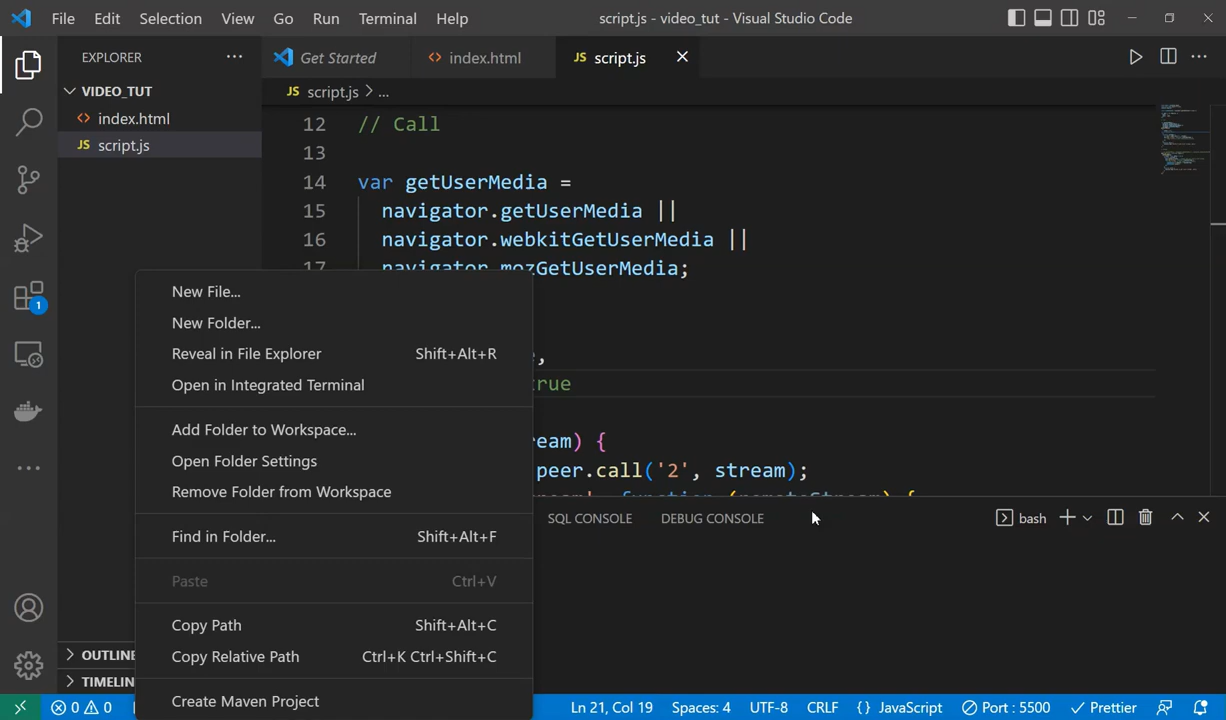 File Edit Selection View Go Run Terminal Help script.js - video_tut - Visual Studio Code
EXPLORER ... Get Started index.html JS script.js
VIDEO_TUT JS script.js > ...
index.html
JS script.js
12 // Call
13
14 var getUserMedia =
15 navigator.getUserMedia ||
16 navigator.webkitGetUserMedia ||
17 navigator.mozGetUserMedia;
true
eam) {
peer.call('2', stream);
New File...
New Folder...
Reveal in File Explorer Shift+Alt+R
Open in Integrated Terminal
Add Folder to Workspace...
Open Folder Settings
Remove Folder from Workspace
Find in Folder... Shift+Alt+F
Paste Ctrl+V
Copy Path Shift+Alt+C
Copy Relative Path Ctrl+K Ctrl+Shift+C
Create Maven Project
1
SQL CONSOLE DEBUG CONSOLE bash
OUTLINE
TIMELIN
0 0 Ln 21, Col 19 Spaces: 4 UTF-8 CRLF {} JavaScript Port : 5500 Prettier